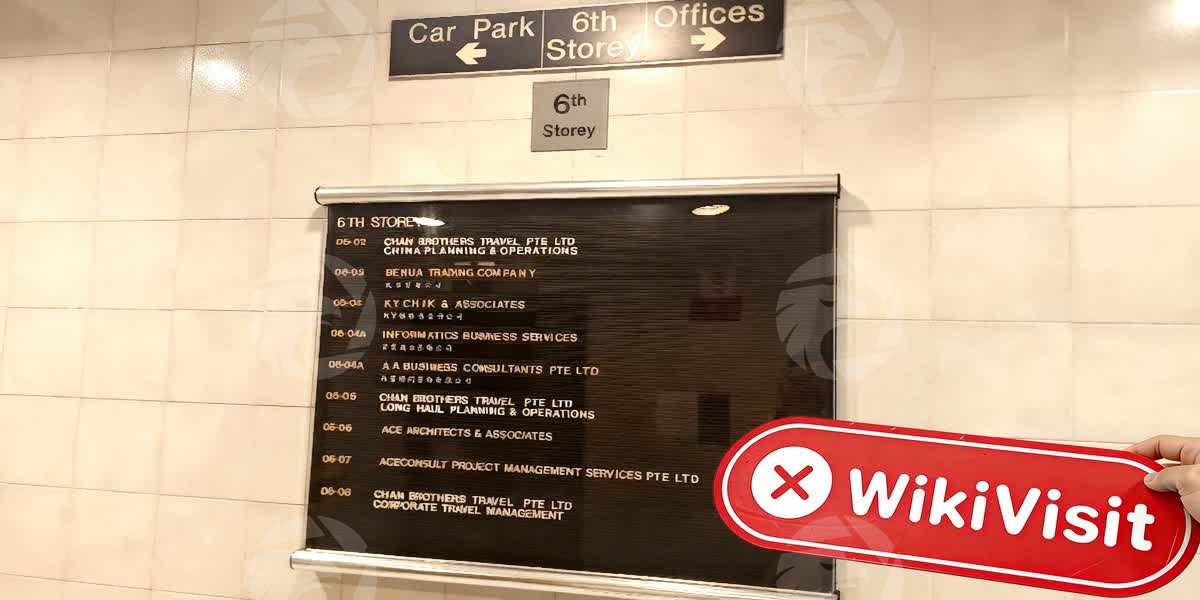 Car Park
6th
Storey
Offices
6th
Storey
6TH STOREY
06-02 CHAN BROTHERS TRAVEL PTE LTD
CHINA PLANNING & OPERATIONS
06-03 BENUA TRADING COMPANY
KY CHIK & ASSOCIATES
06-04A INFORMATICS BUSINESS SERVICES
06-04A A A BUSINESS CONSULTANTS PTE LTD
06-05 CHAN BROTHERS TRAVEL PTE LTD
LONG HAUL PLANNING & OPERATIONS
06-06 ACE ARCHITECTS & ASSOCIATES
06-07 ACECONSULT PROJECT MANAGEMENT SERVICES PTE LTD
06-08 CHAN BROTHERS TRAVEL PTE LTD
CORPORATE TRAVEL MANAGEMENT
WikiVisit